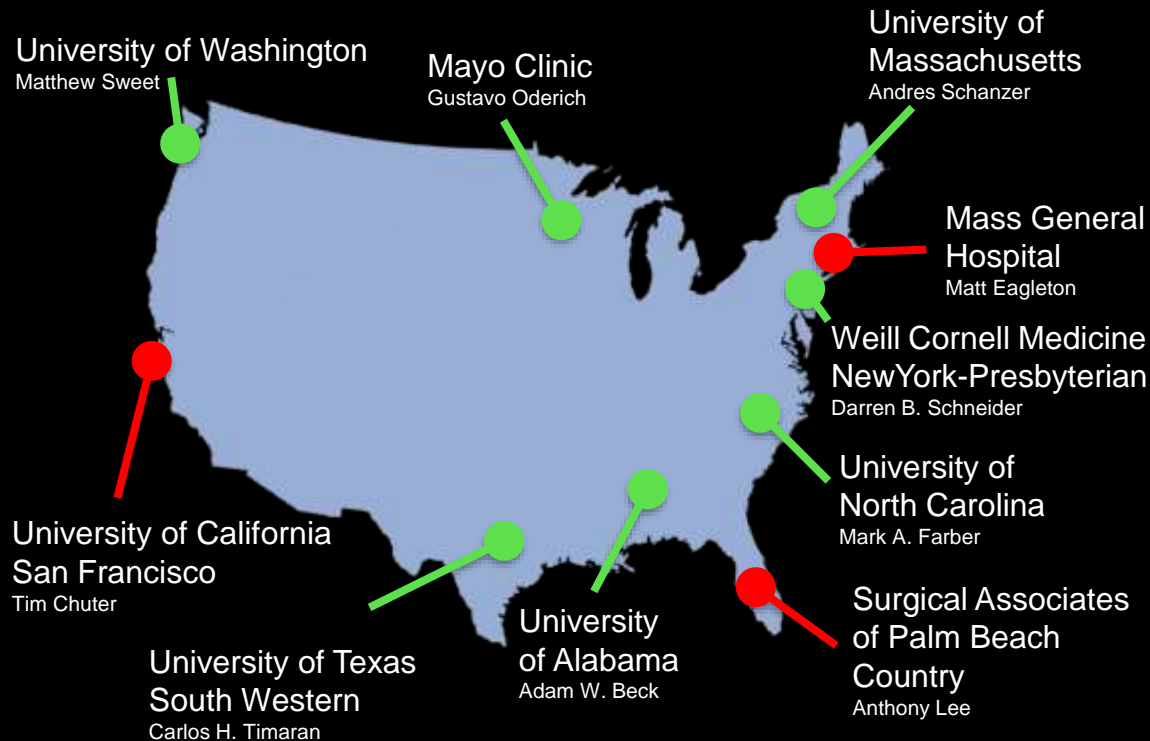 University of Washington
Matthew Sweet
Mayo Clinic
Gustavo Oderich
University of
Massachusetts
Andres Schanzer
Mass General
Hospital
Matt Eagleton
Weill Cornell Medicine
NewYork-Presbyterian
Darren B. Schneider
University of
North Carolina
Mark A. Farber
University of California
San Francisco
Tim Chuter
University of Texas
South Western
Carlos H. Timaran
University
of Alabama
Adam W. Beck
Surgical Associates
of Palm Beach
Country
Anthony Lee